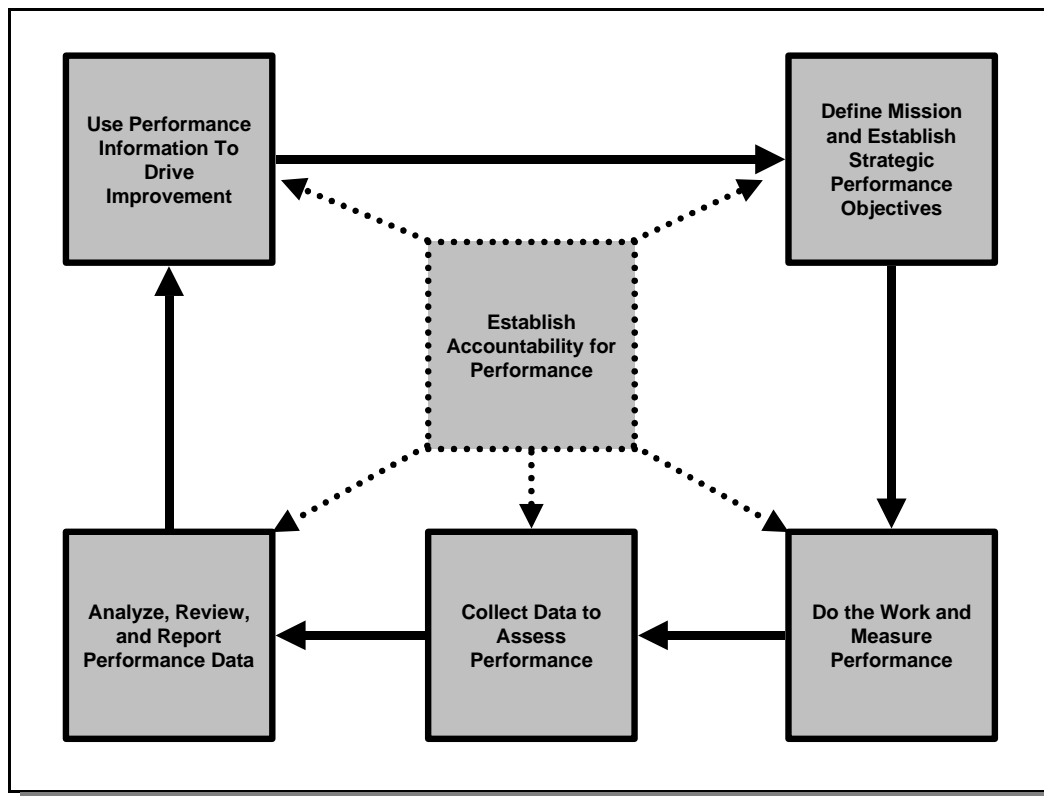 Use Performance
Information To
Drive
Improvement
Define Mission
and Establish
Strategic
Performance
Objectives
Establish
Accountability for
Performance
Analyze, Review,
and Report
Performance Data
Collect Data to
Assess
Performance
Do the Work and
Measure
Performance